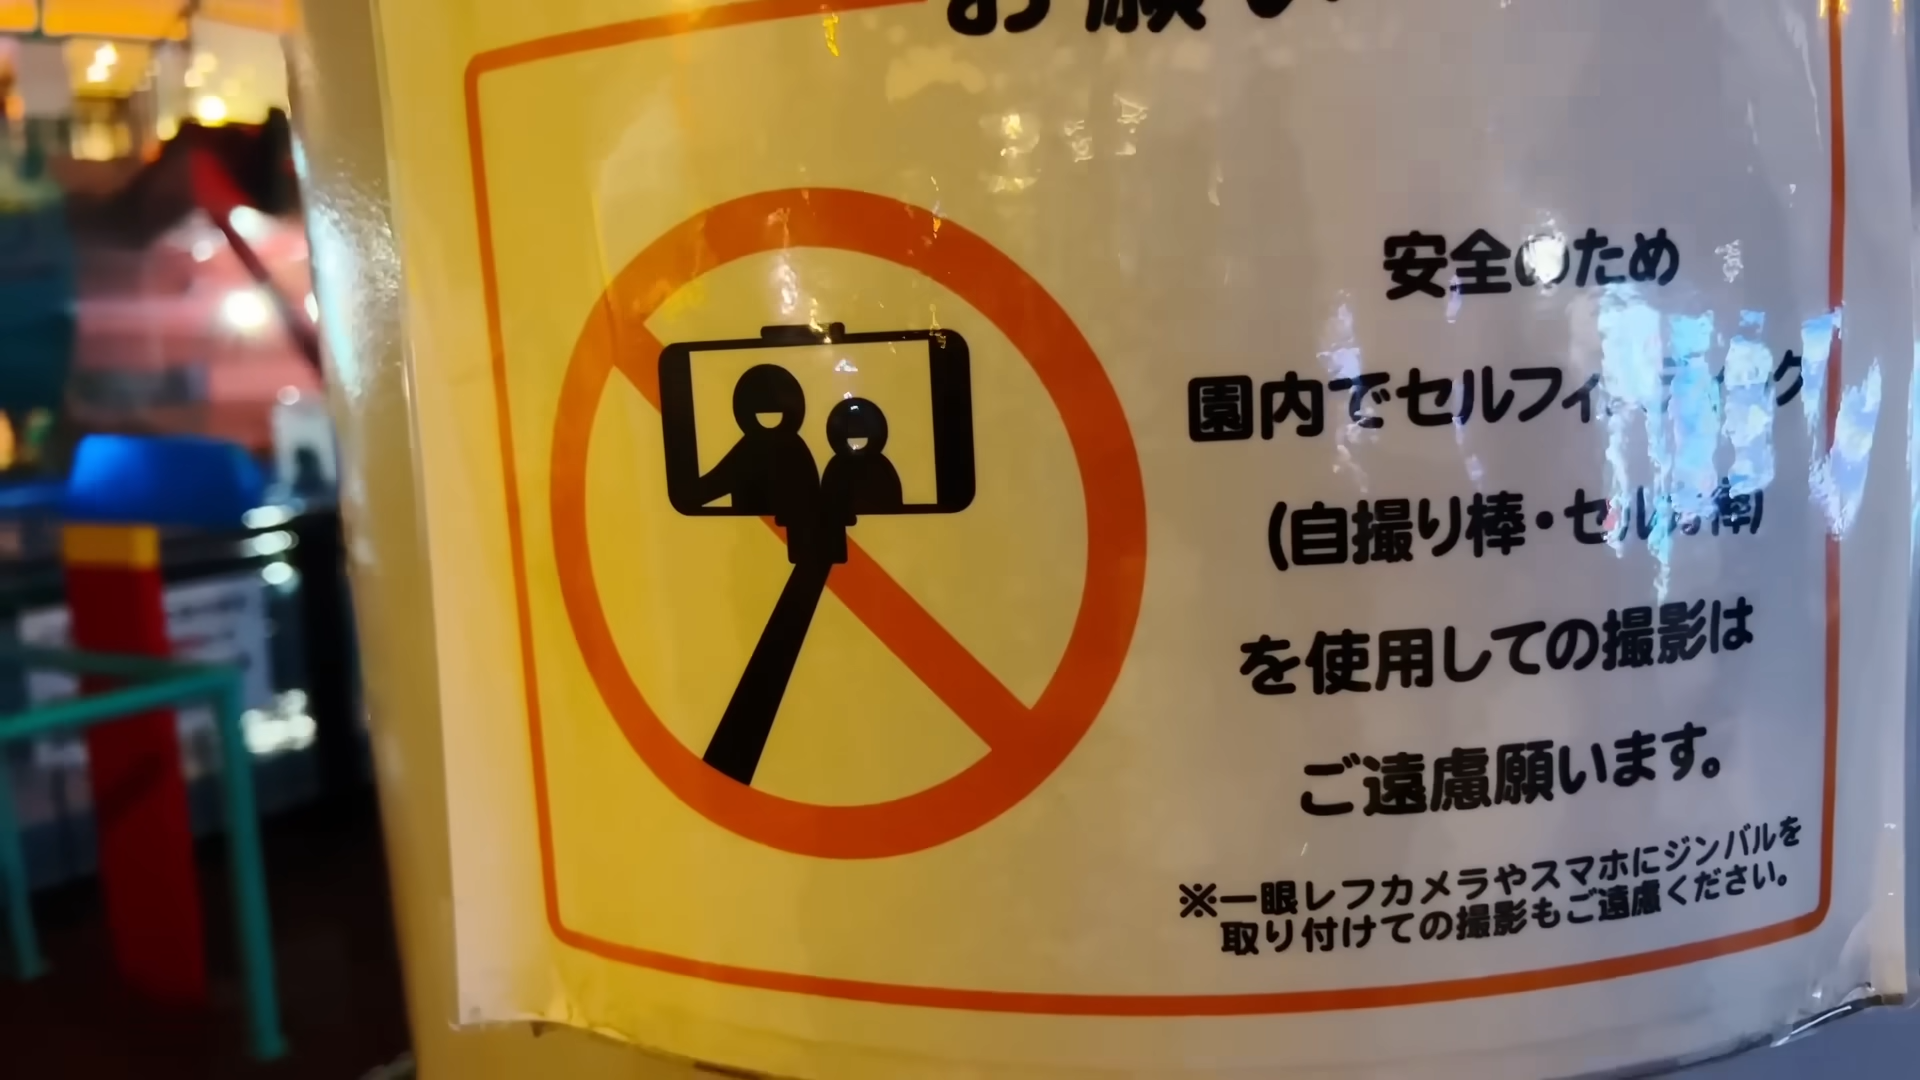 お願い
安全のため
園内でセルフィースティック
(自撮り棒・セルカ棒)
を使用しての撮影は
ご遠慮願います。
※一眼レフカメラやスマホにジンバルを
取り付けての撮影もご遠慮ください。